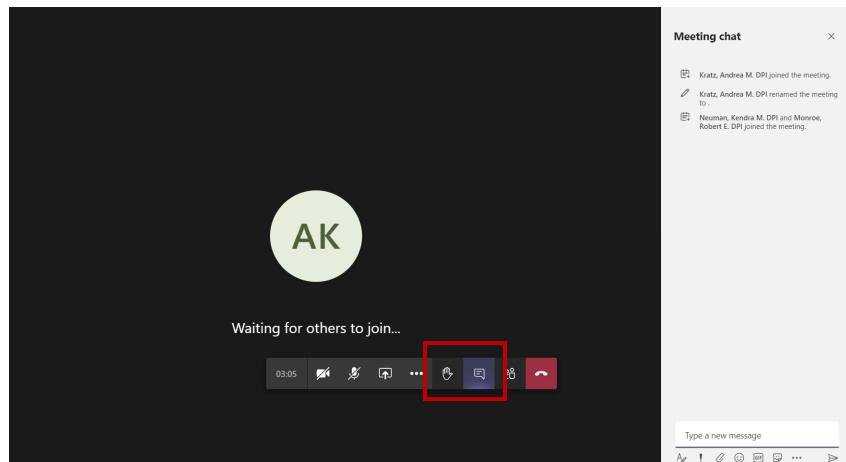 Meeting chat
Kratz, Andrea M. DPI joined the meeting.
Kratz, Andrea M. DPI renamed the meeting
to .
Neuman, Kendra M. DPI and Monroe,
Robert E. DPI joined the meeting.
AK
Waiting for others to join...
03:05
Type a new message
GIF